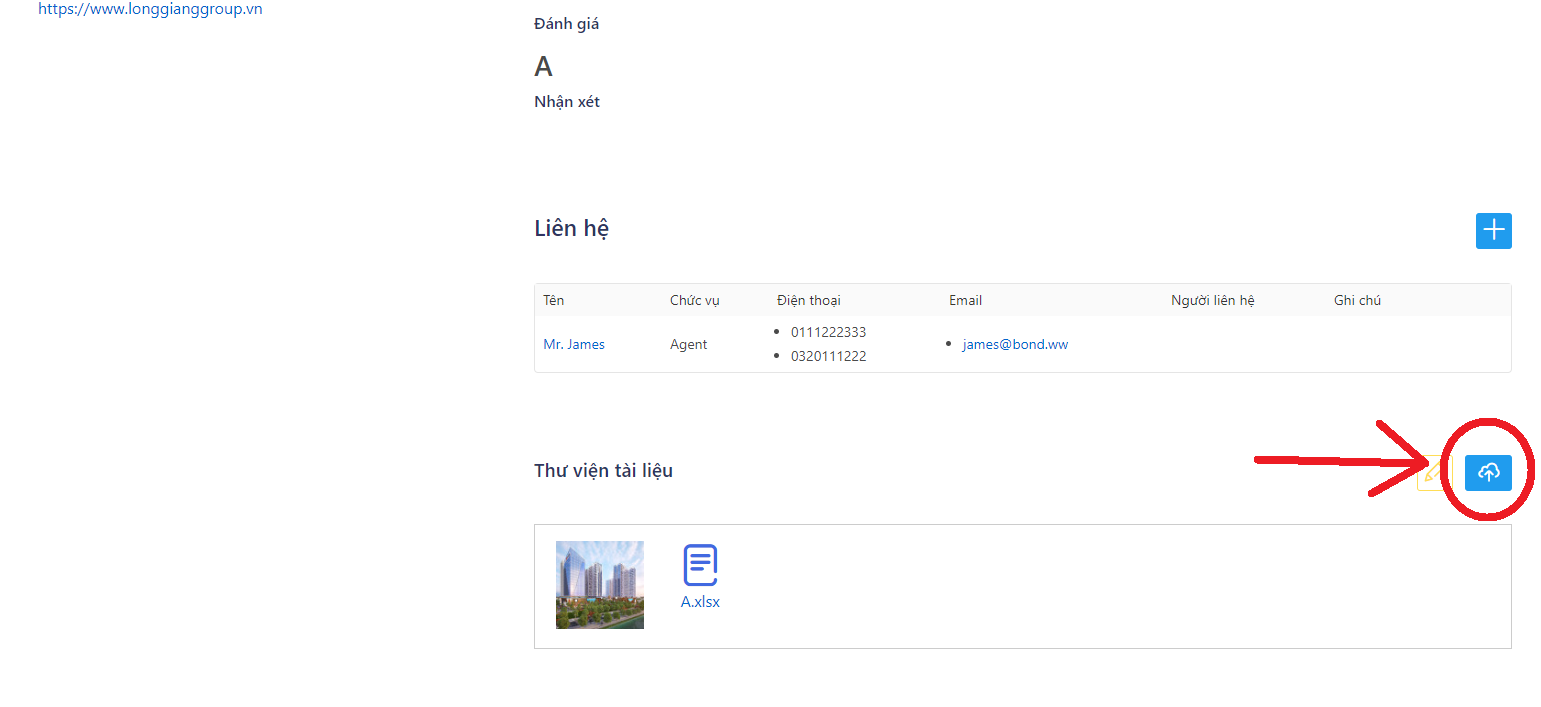 https://www.longgianggroup.vn
Đánh giá
A
Nhận xét
Liên hệ
Tên Chức vụ Điện thoại Email Người liên hệ Ghi chú
Mr. James Agent 0111222333 james@bond.ww
0320111222
Thư viện tài liệu
A.xlsx